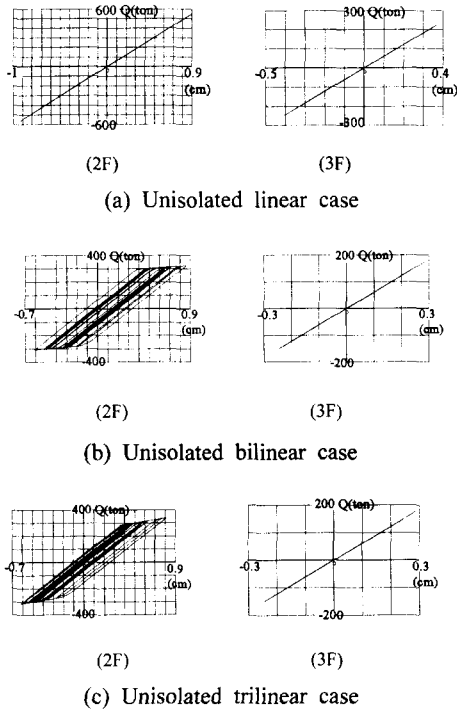 600 Q(ton)
300 Q(ton)
-1
0.9
-0.5
0.4
(cm)
(cm)
-600
-300
(2F)
(3F)
(a) Unisolated linear case
400 Q(ton)
200 Q(ton)
-0.7
0.9
-0.3
0.3
(cm)
(cm)
-400
-200
(2F)
(3F)
(b) Unisolated bilinear case
400 Q(ton)
200 Q(ton)
-0.7
0.9
-0.3
0.3
(cm)
(cm)
-400
-200
(2F)
(3F)
(c) Unisolated trilinear case